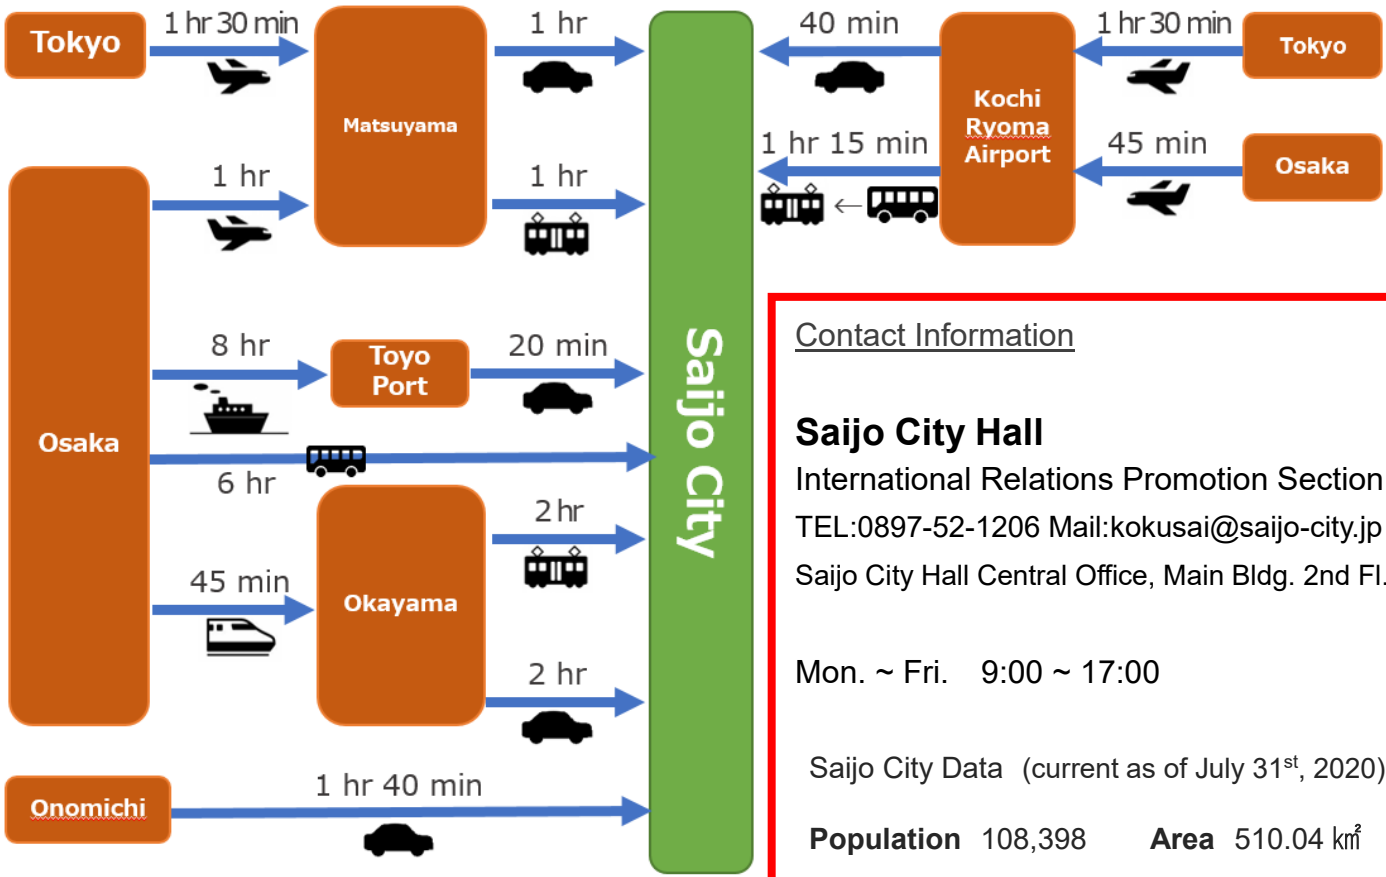 Tokyo
1 hr 30 min
Matsuyama
1 hr
40 min
Kochi
Ryoma
Airport
1 hr 30 min
Tokyo
1 hr
1 hr
1 hr 15 min
←
45 min
Osaka
Osaka
8 hr
Toyo
Port
20 min
6 hr
45 min
Okayama
2 hr
2 hr
Onomichi
1 hr 40 min
Saijo City
Contact Information
Saijo City Hall
International Relations Promotion Section
TEL:0897-52-1206 Mail:kokusai@saijo-city.jp
Saijo City Hall Central Office, Main Bldg. 2nd Fl.
Mon. ~ Fri. 9:00 ~ 17:00
Saijo City Data (current as of July 31st, 2020)
Population 108,398 Area 510.04 ㎢